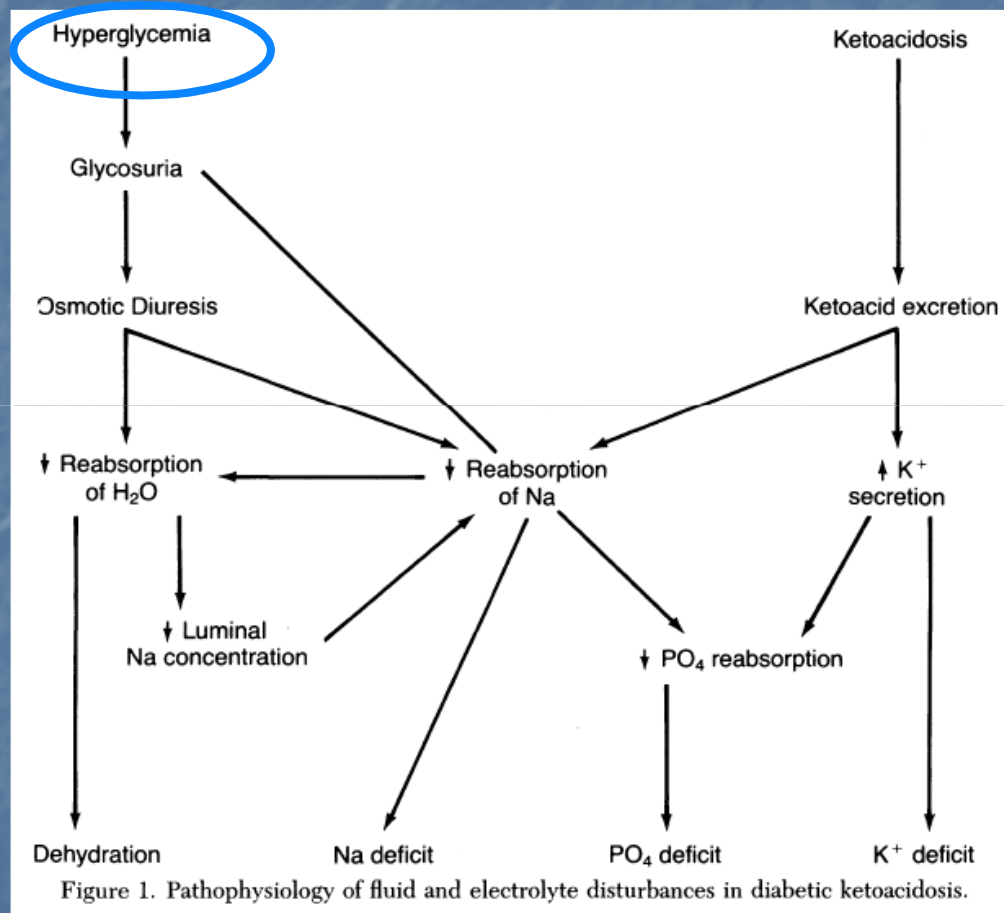 Hyperglycemia
Ketoacidosis
Glycosuria
Osmotic Diuresis
Ketoacid excretion
↓ Reabsorption
of H₂O
↓ Reabsorption
of Na
↑ K⁺
secretion
↓ Luminal
Na concentration
↓ PO₄ reabsorption
Dehydration
Na deficit
PO₄ deficit
K⁺ deficit
Figure 1. Pathophysiology of fluid and electrolyte disturbances in diabetic ketoacidosis.